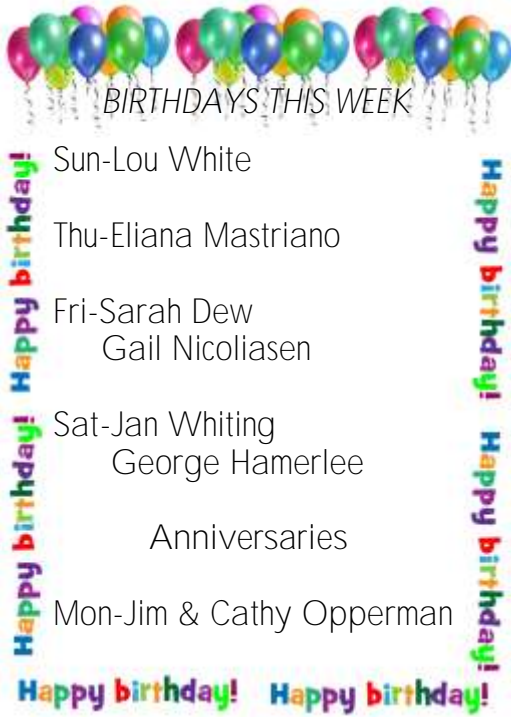 BIRTHDAYS THIS WEEK
Sun-Lou White
Thu-Eliana Mastriano
Fri-Sarah Dew
Gail Nicoliasen
Sat-Jan Whiting
George Hamerlee
Anniversaries
Mon-Jim & Cathy Opperman
Happy birthday!
Happy birthday!
Happy birthday!
Happy birthday!
Happy birthday!
Happy birthday!